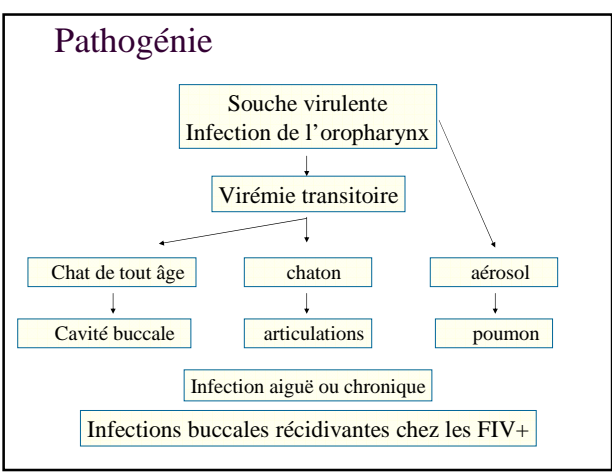 Pathogénie
Souche virulente
Infection de l’oropharynx
Virémie transitoire
Chat de tout âge
chaton
aérosol
Cavité buccale
articulations
poumon
Infection aiguë ou chronique
Infections buccales récidivantes chez les FIV+